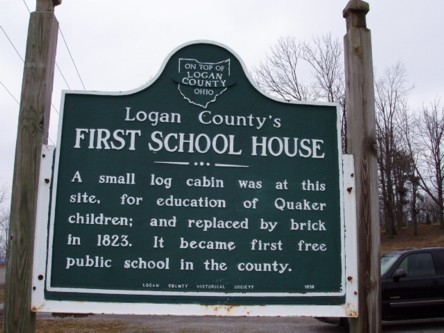 ON TOP OF
LOGAN
COUNTY
OHIO
Logan County's
FIRST SCHOOL HOUSE
A small log cabin was at this
site, for education of Quaker
children; and replaced by brick
in 1823. It became first free
public school in the county.
LOGAN COUNTY HISTORICAL SOCIETY